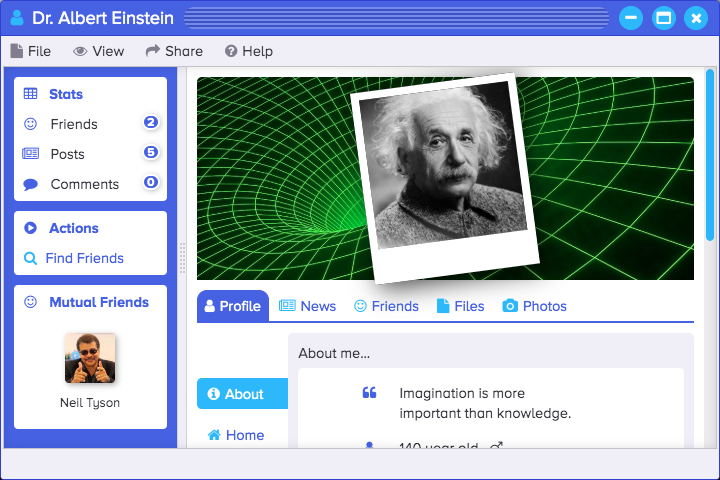 Dr. Albert Einstein
File View Share Help
Stats
Friends 2
Posts 5
Comments 0
Actions
Find Friends
Mutual Friends
Neil Tyson
Profile News Friends Files Photos
About
Home
About me...
Imagination is more
important than knowledge.
140 year old